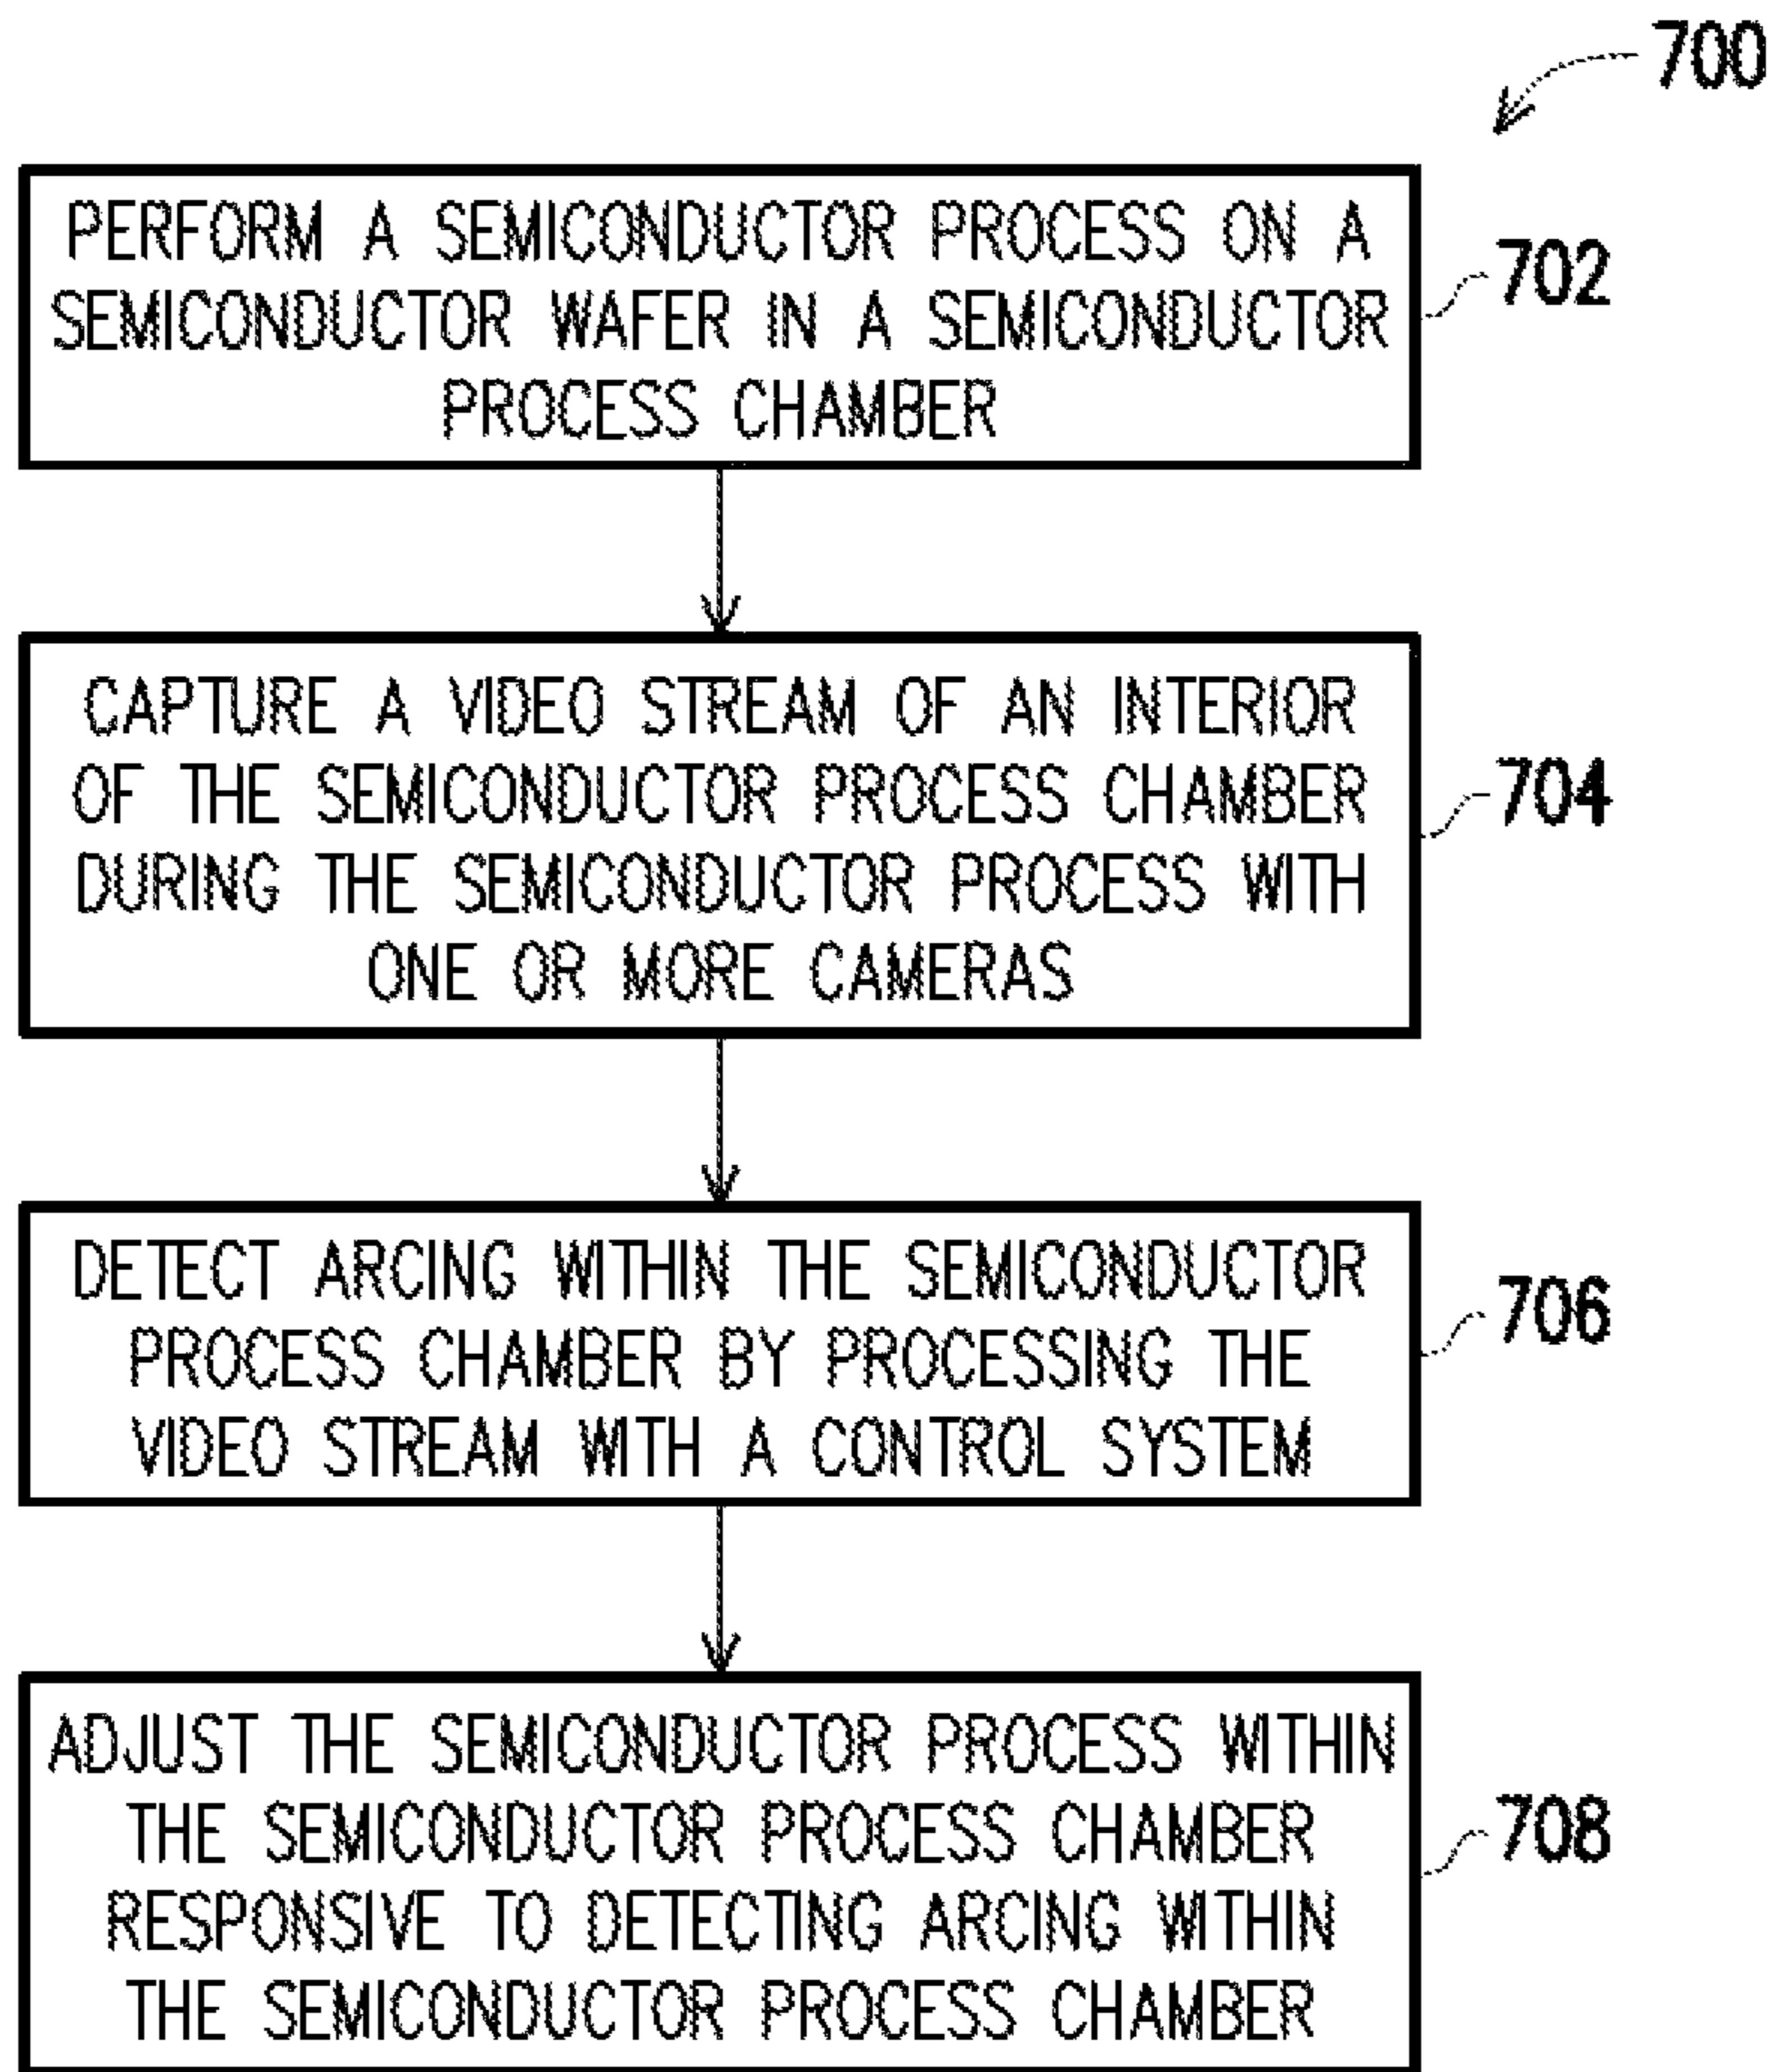 700
PERFORM A SEMICONDUCTOR PROCESS ON A
SEMICONDUCTOR WAFER IN A SEMICONDUCTOR
PROCESS CHAMBER
702
CAPTURE A VIDEO STREAM OF AN INTERIOR
OF THE SEMICONDUCTOR PROCESS CHAMBER
DURING THE SEMICONDUCTOR PROCESS WITH
ONE OR MORE CAMERAS
704
DETECT ARCING WITHIN THE SEMICONDUCTOR
PROCESS CHAMBER BY PROCESSING THE
VIDEO STREAM WITH A CONTROL SYSTEM
706
ADJUST THE SEMICONDUCTOR PROCESS WITHIN
THE SEMICONDUCTOR PROCESS CHAMBER
RESPONSIVE TO DETECTING ARCING WITHIN
THE SEMICONDUCTOR PROCESS CHAMBER
708